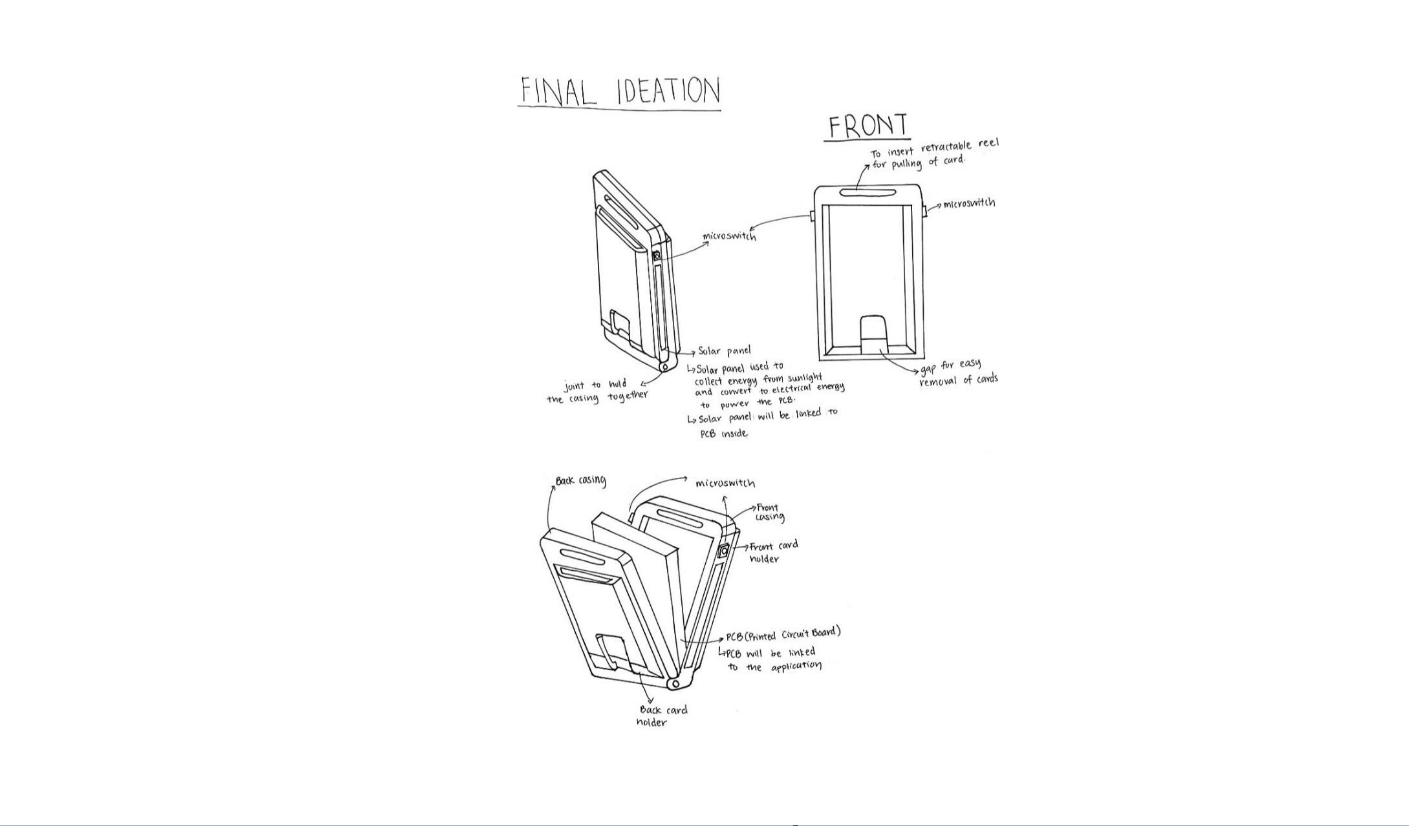 FINAL IDEATION
FRONT
To insert retractable reel
for pulling of card.
microswitch
microswitch
Solar panel
Solar panel used to
collect energy from sunlight
and convert to electrical energy
to power the PCB.
Solar panel will be linked to
PCB inside
joint to hold
the casing together
gap for easy
removal of cards
Back casing
microswitch
Front
casing
Front card
holder
PCB (Printed Circuit Board)
PCB will be linked
to the application
Back card
holder